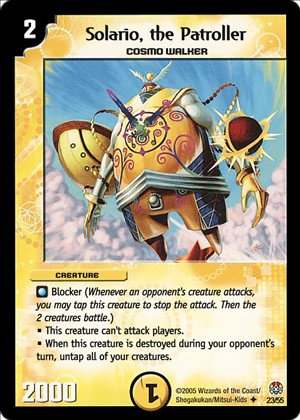 2
Solario, the Patroller
COSMO WALKER
CREATURE
Blocker (Whenever an opponent's creature attacks,
you may tap this creature to stop the attack. Then the
2 creatures battle.)
• This creature can't attack players.
• When this creature is destroyed during your opponent's
turn, untap all of your creatures.
2000
1
©2005 Wizards of the Coast/
Shogakukan/Mitsui-Kids ✦ 23/55